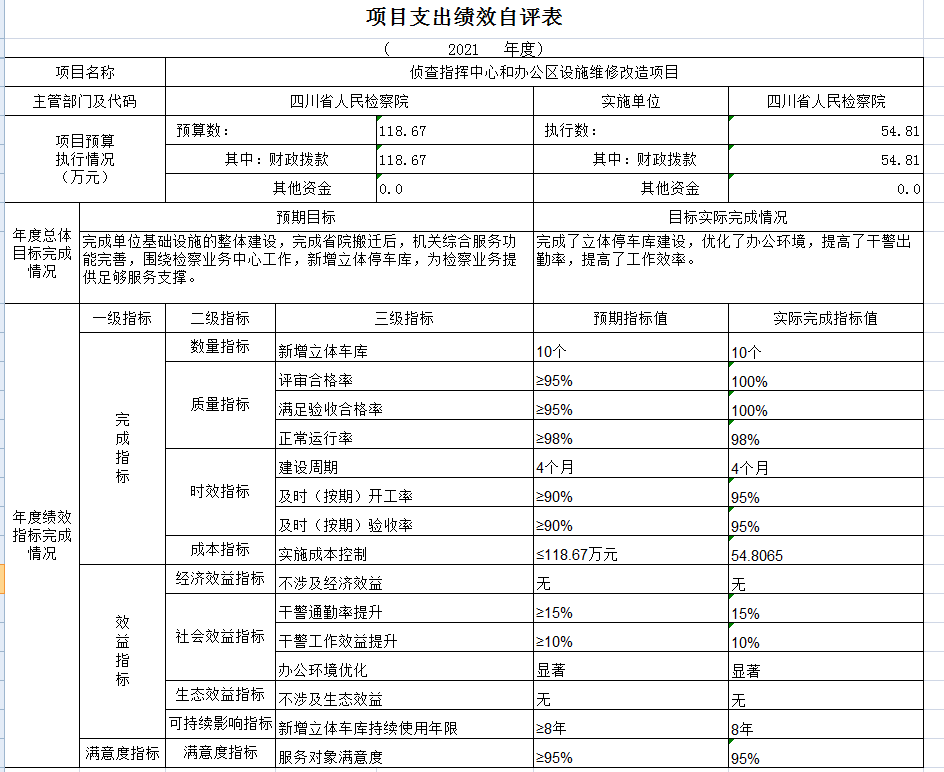 项目支出绩效自评表
（ 2021 年度）
项目名称 侦查指挥中心和办公区设施维修改造项目
主管部门及代码 四川省人民检察院 实施单位 四川省人民检察院
项目预算
执行情况
（万元）
预算数： 118.67 执行数： 54.81
其中：财政拨款 118.67 其中：财政拨款 54.81
其他资金 0.0 其他资金 0.0
年度总体
目标完成
情况
预期目标 目标实际完成情况
完成单位基础设施的整体建设，完成省院搬迁后，机关综合服务功
能完善，围绕检察业务中心工作，新增立体停车库，为检察业务提
供足够服务支撑。
完成了立体停车库建设，优化了办公环境，提高了干警出
勤率，提高了工作效率。
年度绩效
指标完成
情况
一级指标 二级指标 三级指标 预期指标值 实际完成指标值
完
成
指
标
数量指标 新增立体车库 10个 10个
质量指标 评审合格率 ≥95% 100%
满足验收合格率 ≥95% 100%
正常运行率 ≥98% 98%
时效指标 建设周期 4个月 4个月
及时（按期）开工率 ≥90% 95%
及时（按期）验收率 ≥90% 95%
成本指标 实施成本控制 ≤118.67万元 54.8065
效
益
指
标
经济效益指标 不涉及经济效益 无 无
社会效益指标 干警通勤率提升 ≥15% 15%
干警工作效益提升 ≥10% 10%
办公环境优化 显著 显著
生态效益指标 不涉及生态效益 无 无
可持续影响指标 新增立体车库持续使用年限 ≥8年 8年
满意度指标 满意度指标 服务对象满意度 ≥95% 95%